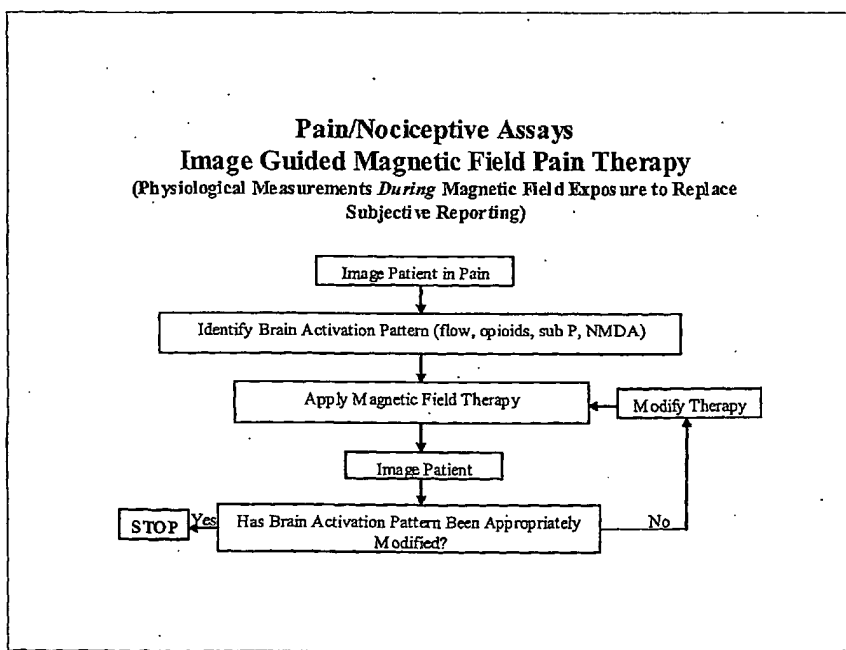 Pain/Nociceptive Assays
Image Guided Magnetic Field Pain Therapy
(Physiological Measurements During Magnetic Field Exposure to Replace
Subjective Reporting)
Image Patient in Pain
Identify Brain Activation Pattern (flow, opioids, sub P, NMDA)
Apply Magnetic Field Therapy
Modify Therapy
Image Patient
STOP
Yes
Has Brain Activation Pattern Been Appropriately
Modified?
No